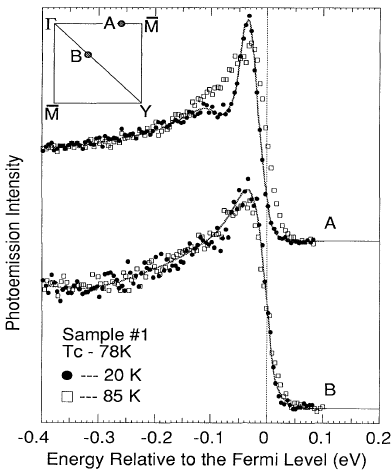 Γ
A
M̅
B
M̅
Y
Photoemission Intensity
A
Sample #1
Tc - 78K
● --- 20 K
□ --- 85 K
B
-0.4 -0.3 -0.2 -0.1 0 0.1 0.2
Energy Relative to the Fermi Level (eV)